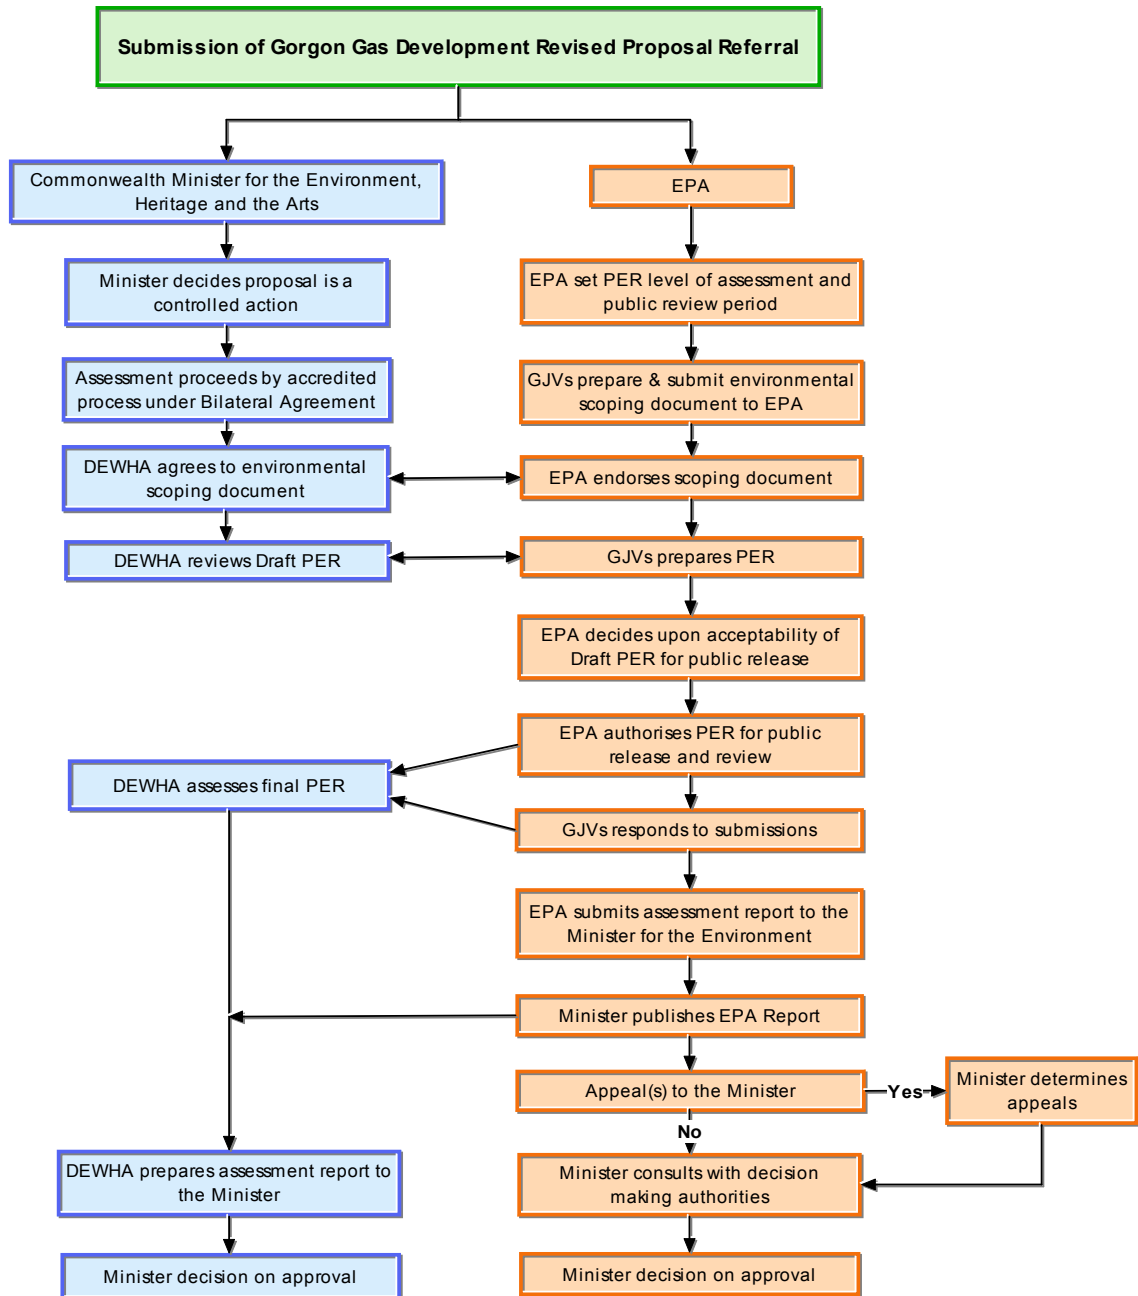 Submission of Gorgon Gas Development Revised Proposal Referral
Commonwealth Minister for the Environment,
Heritage and the Arts
EPA
Minister decides proposal is a
controlled action
EPA set PER level of assessment and
public review period
Assessment proceeds by accredited
process under Bilateral Agreement
GJVs prepare & submit environmental
scoping document to EPA
DEWHA agrees to environmental
scoping document
EPA endorses scoping document
DEWHA reviews Draft PER
GJVs prepares PER
EPA decides upon acceptability of
Draft PER for public release
EPA authorises PER for public
release and review
DEWHA assesses final PER
GJVs responds to submissions
EPA submits assessment report to the
Minister for the Environment
Minister publishes EPA Report
Appeal(s) to the Minister
Yes
Minister determines
appeals
No
DEWHA prepares assessment report to
the Minister
Minister consults with decision
making authorities
Minister decision on approval
Minister decision on approval